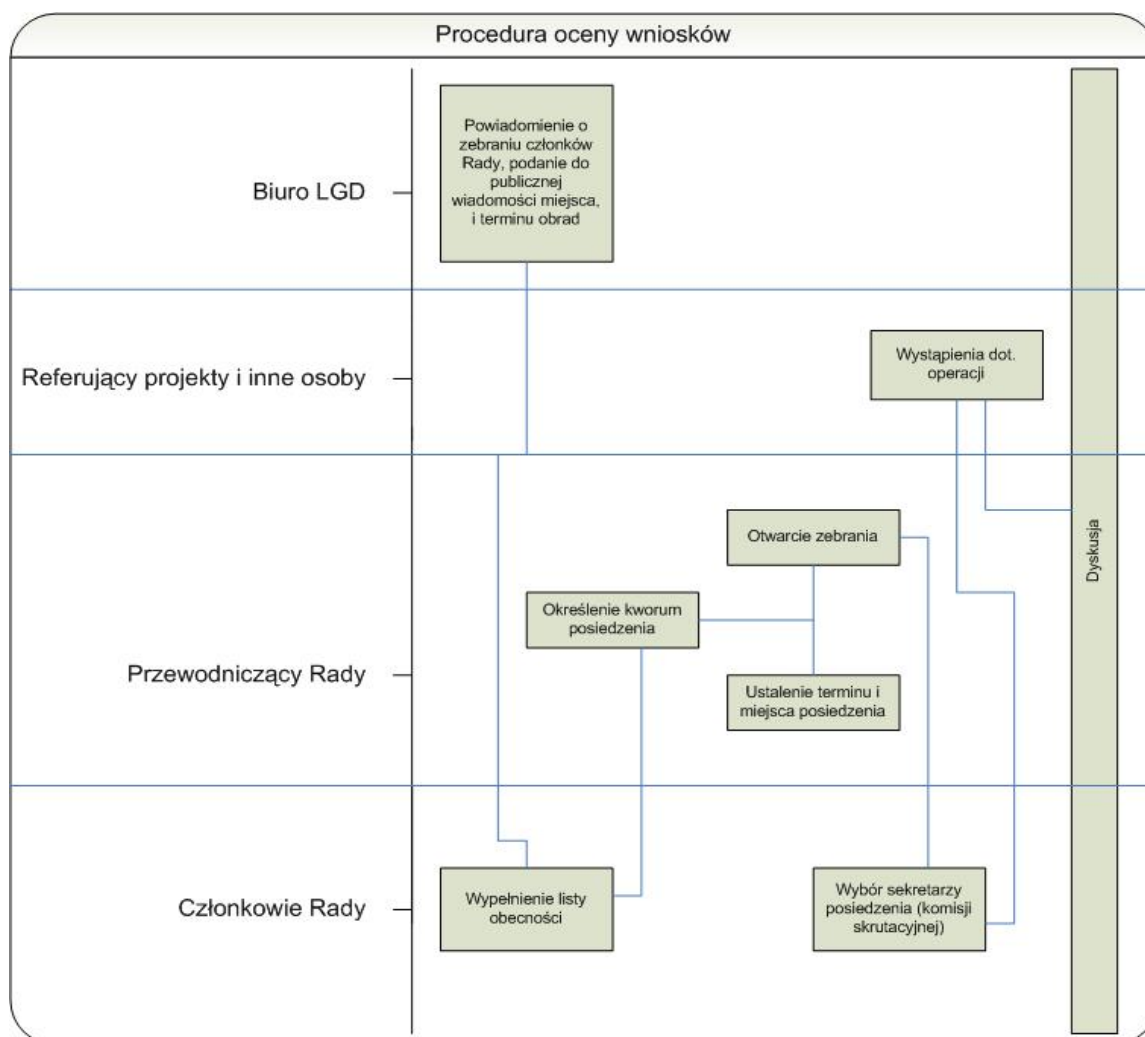 Procedura oceny wniosków
Biuro LGD
Powiadomienie o
zebraniu członków
Rady, podanie do
publicznej
wiadomości miejsca,
i terminu obrad
Referujący projekty i inne osoby
Wystąpienia dot.
operacji
Przewodniczący Rady
Otwarcie zebrania
Określenie kworum
posiedzenia
Ustalenie terminu i
miejsca posiedzenia
Członkowie Rady
Wypełnienie listy
obecności
Wybór sekretarzy
posiedzenia (komisji
skrutacyjnej)
Dyskusja